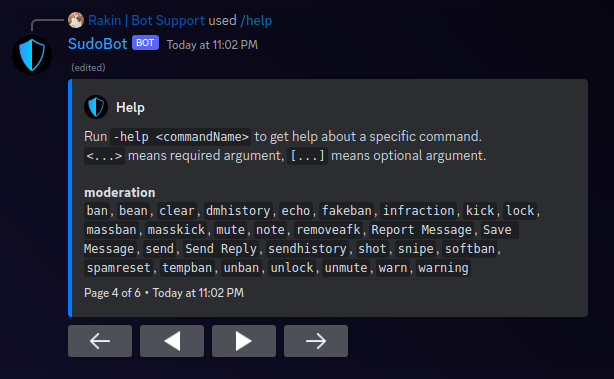 Rakin | Bot Support used /help
SudoBot BOT Today at 11:02 PM
(edited)
Help
Run -help <commandName> to get help about a specific command.
<...> means required argument, [...] means optional argument.
moderation
ban, bean, clear, dmhistory, echo, fakeban, infraction, kick, lock,
massban, masskick, mute, note, removeafk, Report Message, Save
Message, send, Send Reply, sendhistory, shot, snipe, softban,
spamreset, tempban, unban, unlock, unmute, warn, warning
Page 4 of 6 • Today at 11:02 PM